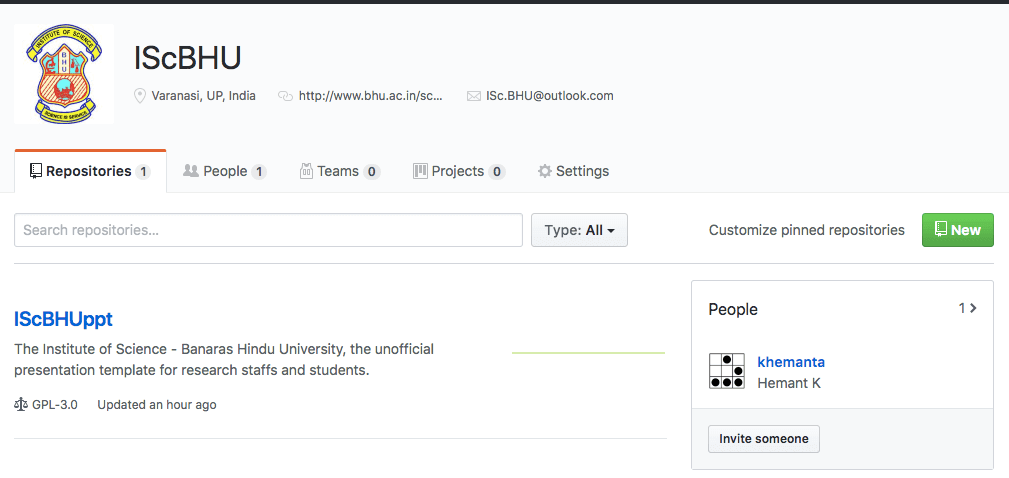 INSTITUTE OF SCIENCE
BHU
SCIENCE IS SERVICE
IScBHU
Varanasi, UP, India http://www.bhu.ac.in/sc... ISc.BHU@outlook.com
Repositories 1 People 1 Teams 0 Projects 0 Settings
Search repositories... Type: All Customize pinned repositories New
IScBHUppt
The Institute of Science - Banaras Hindu University, the unofficial
presentation template for research staffs and students.
GPL-3.0 Updated an hour ago
People 1
khemanta
Hemant K
Invite someone